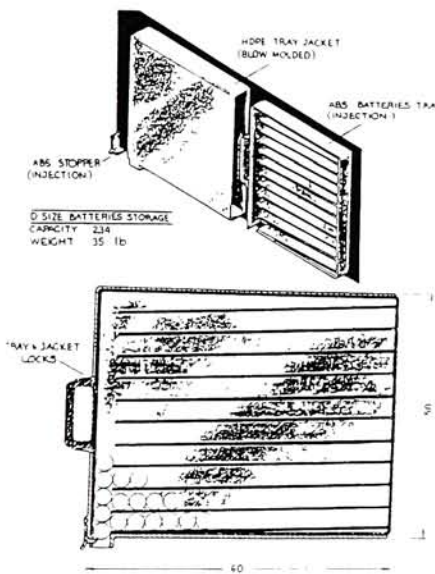 HDPE TRAY JACKET
(BLOW MOLDED)
ABS BATTERIES TRA
(INJECTION)
ABS STOPPER
(INJECTION)
D SIZE BATTERIES STORAGE
CAPACITY 234
WEIGHT 35 lb
TRAY & JACKET
LOCKS
60